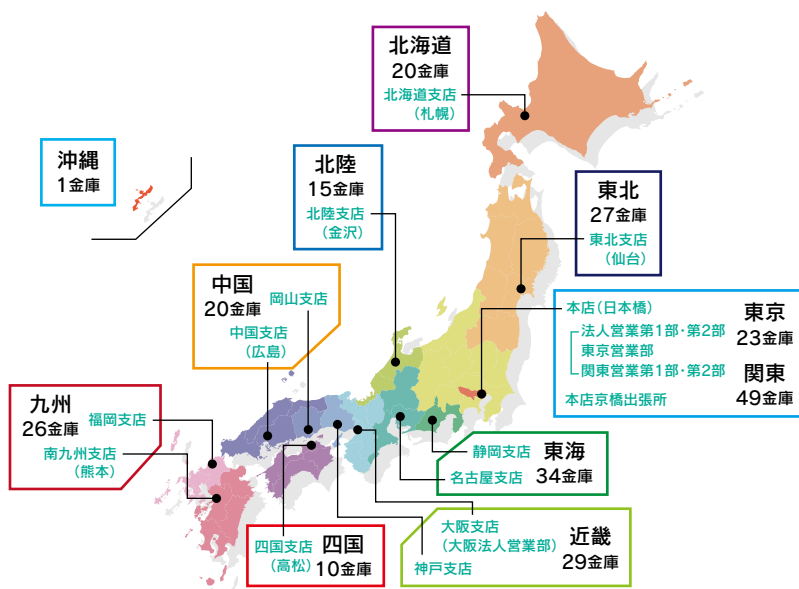 北海道
20金庫
北海道支店
（札幌）
沖縄
1金庫
北陸
15金庫
北陸支店
（金沢）
東北
27金庫
東北支店
（仙台）
中国
20金庫
岡山支店
中国支店
（広島）
本店（日本橋）
法人営業第1部・第2部
東京営業部
関東営業第1部・第2部
本店京橋出張所
東京
23金庫
関東
49金庫
九州
26金庫
福岡支店
南九州支店
（熊本）
静岡支店
名古屋支店
東海
34金庫
四国支店
（高松）
四国
10金庫
大阪支店
（大阪法人営業部）
神戸支店
近畿
29金庫